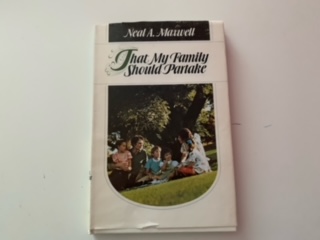 Neal A. Maxwell
That My Family
Should Partake